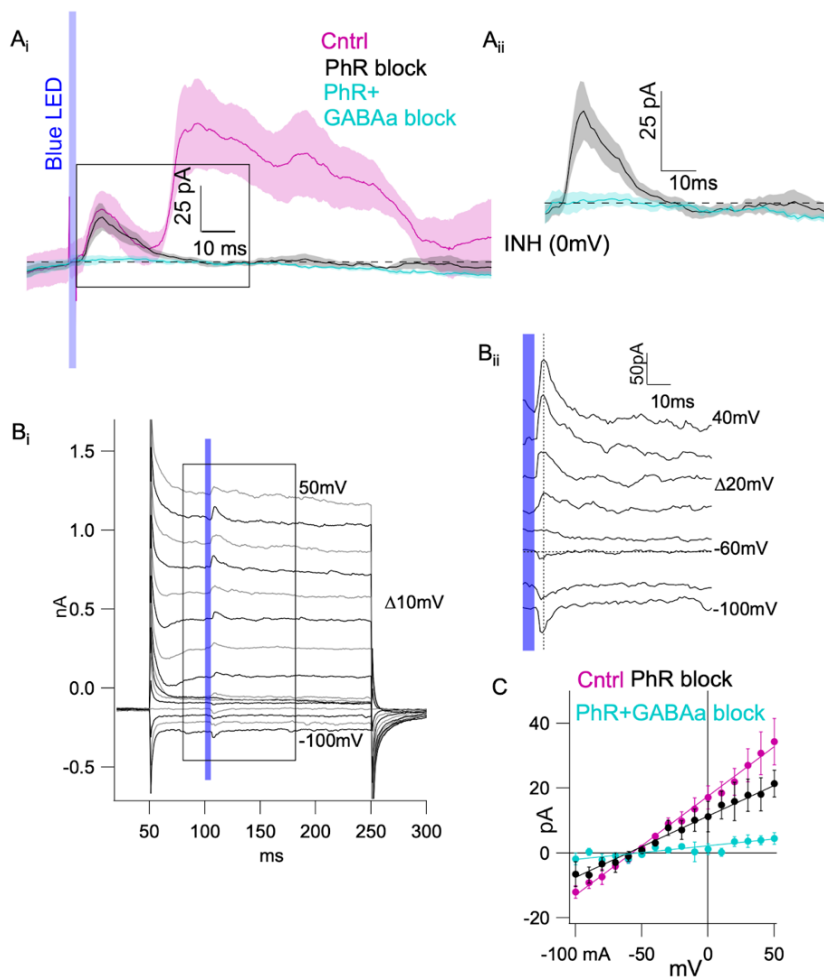 Ai
Blue LED
Cntrl
PhR block
PhR+
GABAa block
25 pA
10 ms
Aii
25 pA
10ms
INH (0mV)
Bi
nA
1.5
1.0
0.5
0.0
-0.5
50mV
Δ10mV
-100mV
50 100 150 200 250 300
ms
Bii
50pA
10ms
40mV
Δ20mV
-60mV
-100mV
C
Cntrl PhR block
PhR+GABAa block
pA
40
20
0
-20
-100 mA -50 0 50
mV